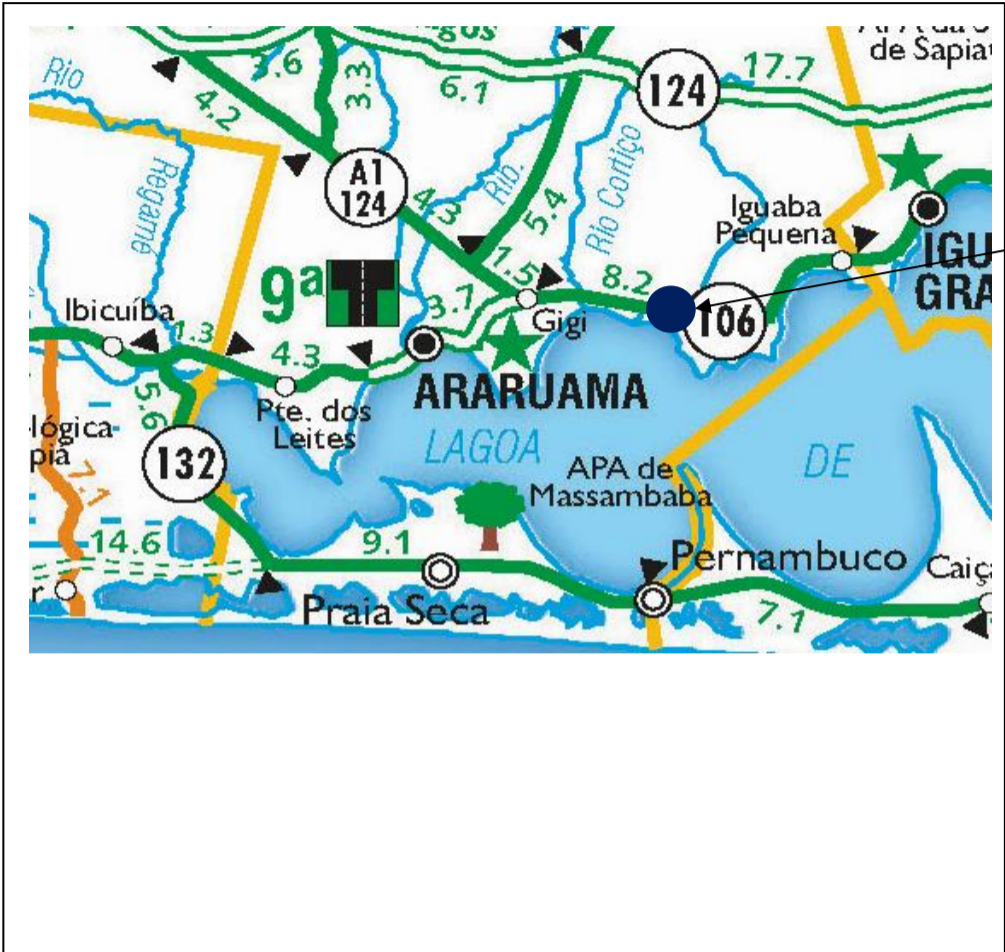 de Sapia
Rio
3.6
3.3
6.1
124
17.7
4.2
Regamé
A1
124
4.3
Rib.
5.4
Rio Cortiço
Iguaba
Pequena
IGU
GRA
9ª
1.5
8.2
106
3.7
Gigi
Ibicuíba
1.3
4.3
ARARUAMA
Pte. dos
Leites
5.6
LAGOA
DE
lógica
pia
132
7.1
APA de
Massambaba
14.6
9.1
Pernambuco
Caiça
r
Praia Seca
7.1